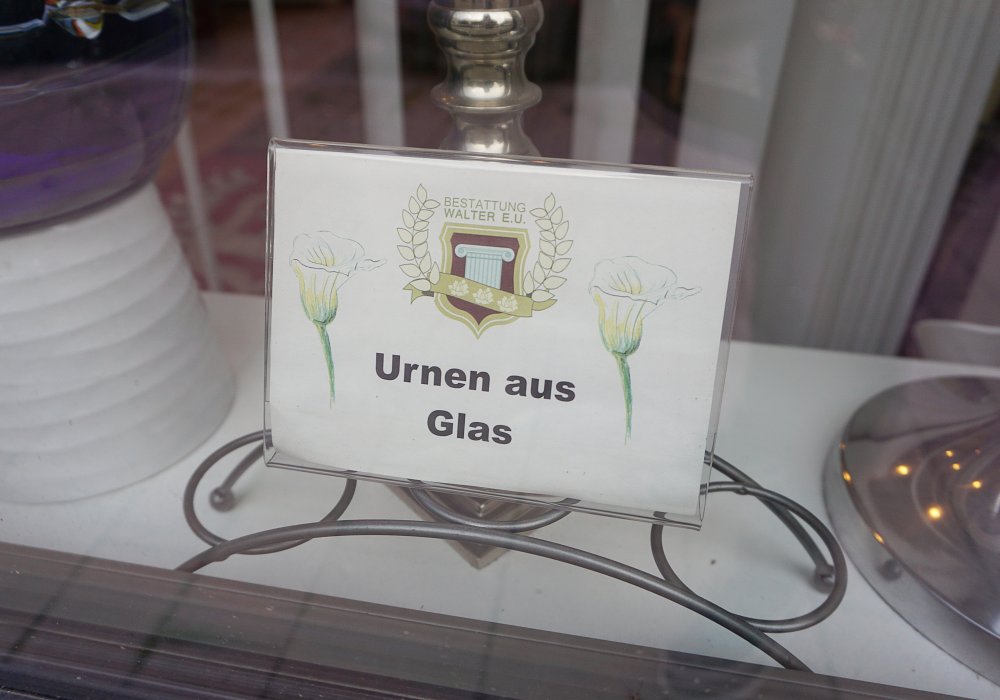 BESTATTUNG
WALTER E.U.
Urnen aus
Glas